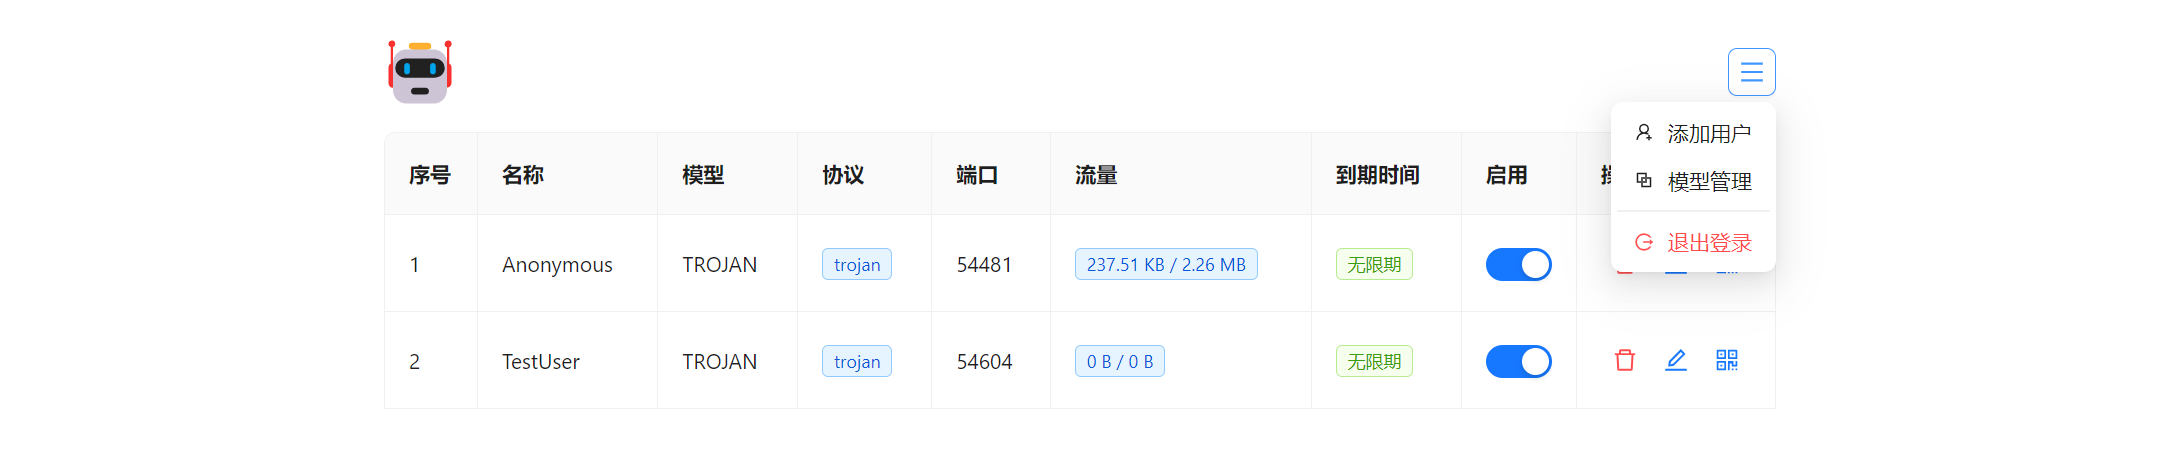 添加用户
模型管理
退出登录
序号 名称 模型 协议 端口 流量 到期时间 启用
1 Anonymous TROJAN trojan 54481 237.51 KB / 2.26 MB 无限期
2 TestUser TROJAN trojan 54604 0 B / 0 B 无限期